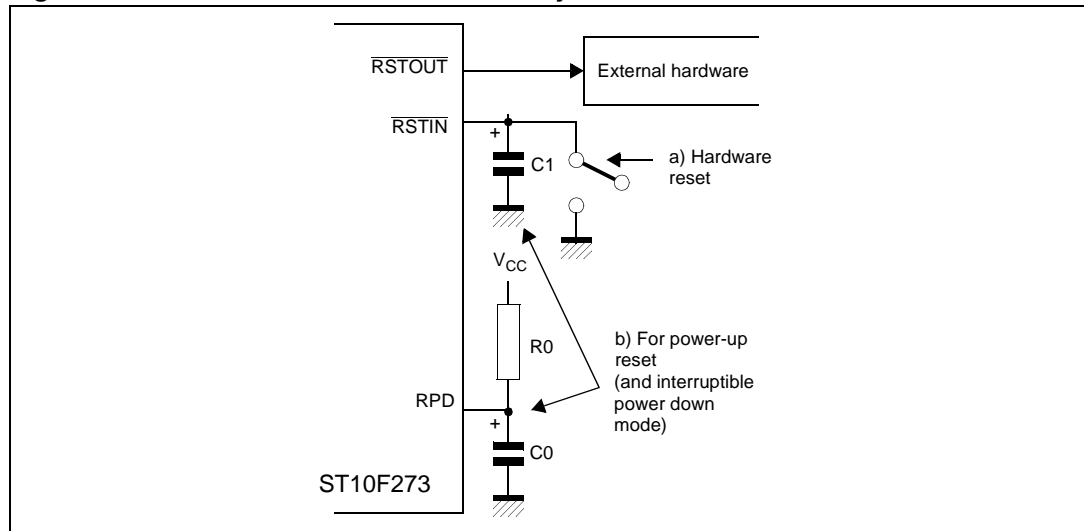 RSTOUT
External hardware
RSTIN
+
C1
a) Hardware
reset
VCC
R0
b) For power-up
reset
(and interruptible
power down
mode)
RPD
+
C0
ST10F273